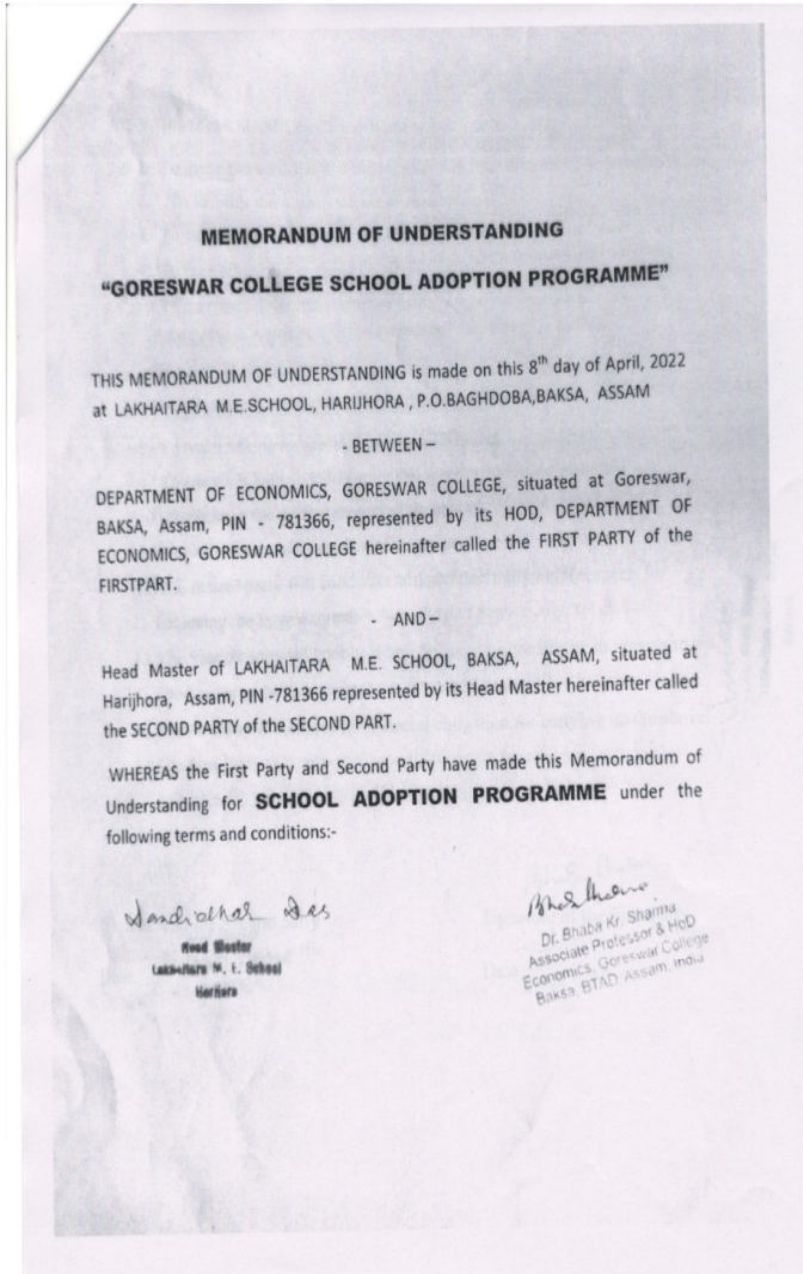 MEMORANDUM OF UNDERSTANDING
“GORESWAR COLLEGE SCHOOL ADOPTION PROGRAMME”
THIS MEMORANDUM OF UNDERSTANDING is made on this 8th day of April, 2022
at LAKHAITARA M.E.SCHOOL, HARIJHORA , P.O.BAGHDOBA,BAKSA, ASSAM
- BETWEEN –
DEPARTMENT OF ECONOMICS, GORESWAR COLLEGE, situated at Goreswar,
BAKSA, Assam, PIN - 781366, represented by its HOD, DEPARTMENT OF
ECONOMICS, GORESWAR COLLEGE hereinafter called the FIRST PARTY of the
FIRSTPART.
- AND –
Head Master of LAKHAITARA M.E. SCHOOL, BAKSA, ASSAM, situated at
Harijhora, Assam, PIN -781366 represented by its Head Master hereinafter called
the SECOND PARTY of the SECOND PART.
WHEREAS the First Party and Second Party have made this Memorandum of
Understanding for SCHOOL ADOPTION PROGRAMME under the
following terms and conditions:-
Das
Head Master
M. E. School
Dr. Bhaba Kr. Sharma
Associate Professor & HoD
Economics, Goreswar College
Baksa, BTAD, Assam, India